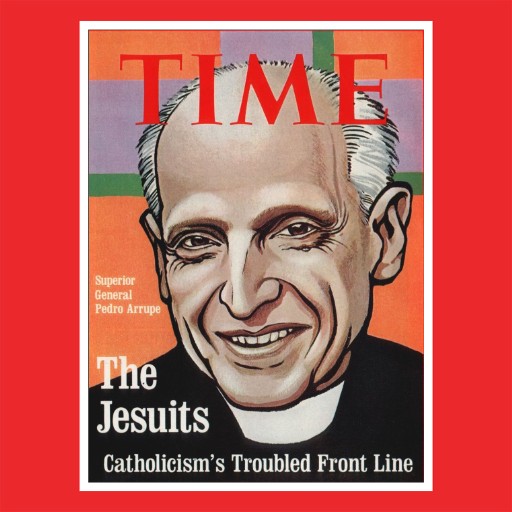 TIME
Superior
General
Pedro Arrupe
The
Jesuits
Catholicism's Troubled Front Line